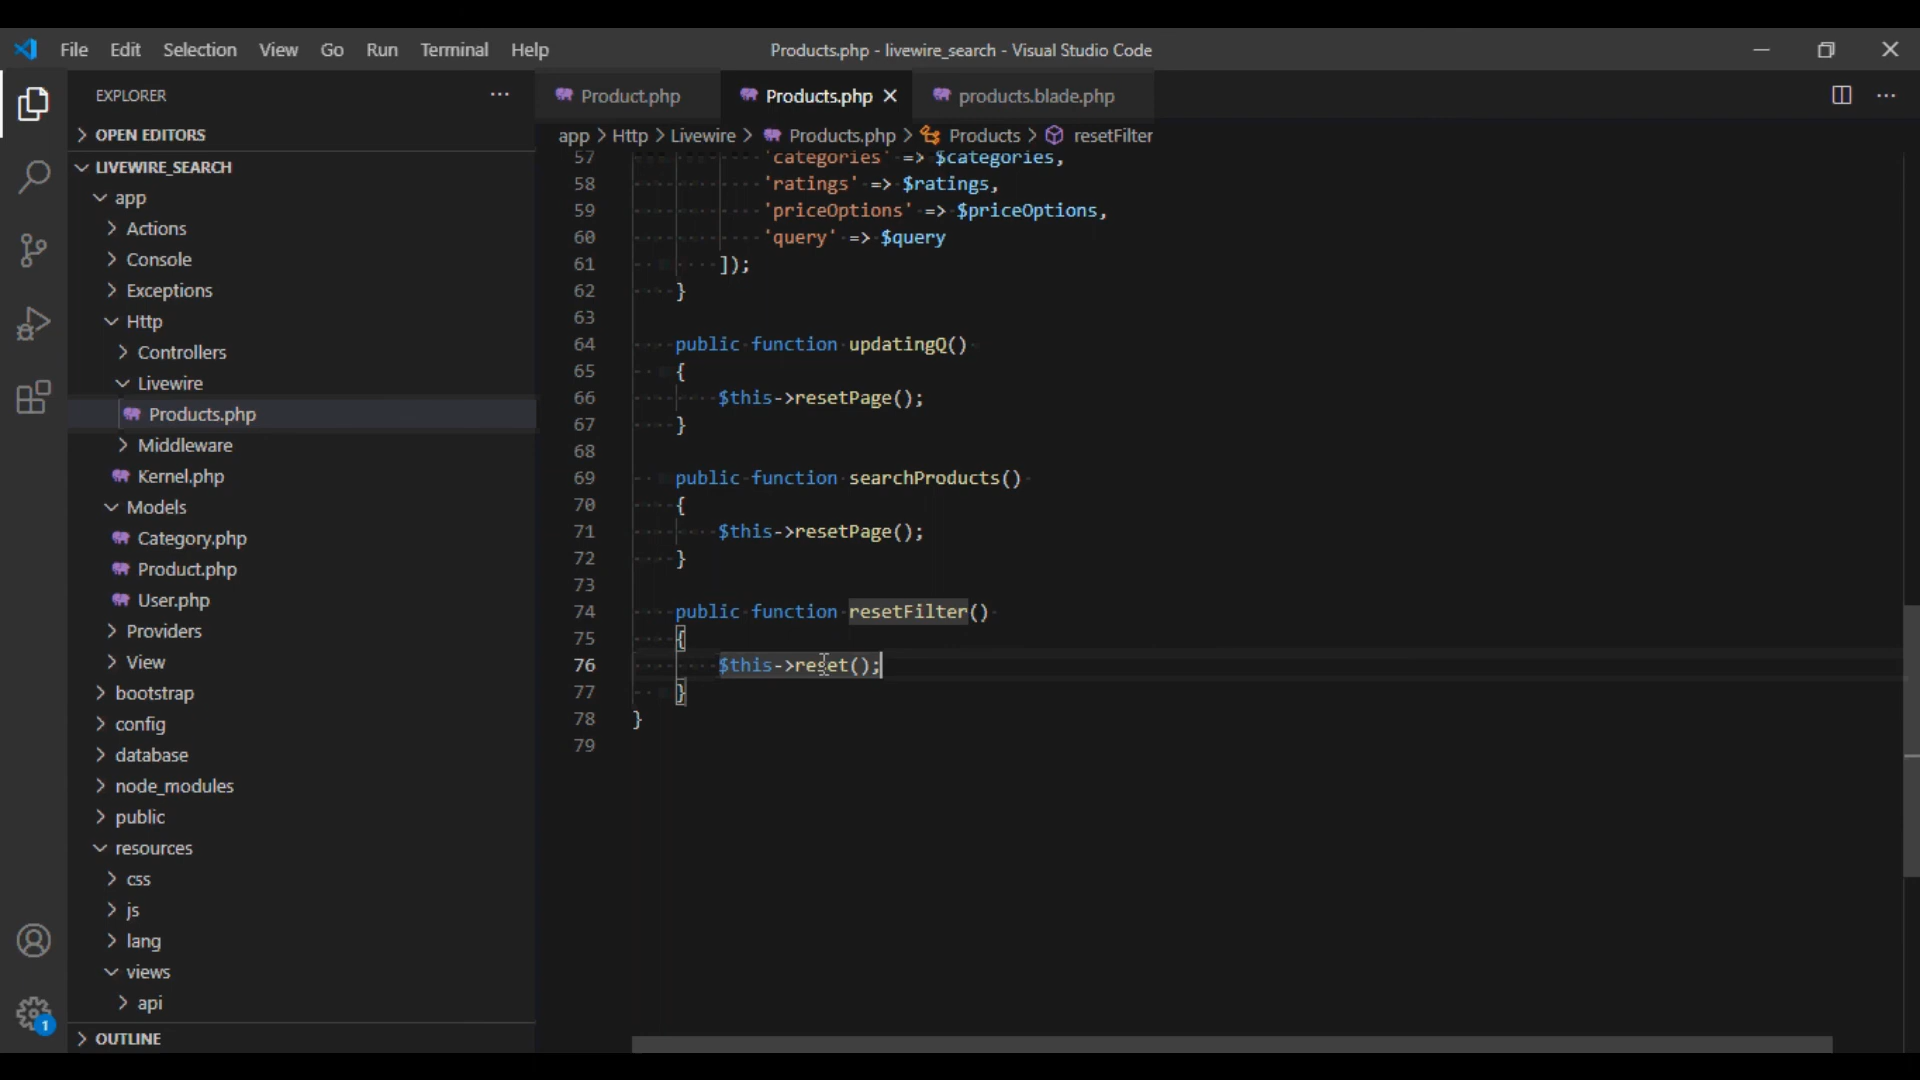 File Edit Selection View Go Run Terminal Help
Products.php - livewire_search - Visual Studio Code
EXPLORER
OPEN EDITORS
LIVEWIRE_SEARCH
app
Actions
Console
Exceptions
Http
Controllers
Livewire
Products.php
Middleware
Kernel.php
Models
Category.php
Product.php
User.php
Providers
View
bootstrap
config
database
node_modules
public
resources
css
js
lang
views
api
OUTLINE
1
Product.php Products.php products.blade.php
app > Http > Livewire > Products.php > Products > resetFilter
57 'categories' => $categories,
58 'ratings' => $ratings,
59 'priceOptions' => $priceOptions,
60 'query' => $query
61 ]);
62 }
63
64 public function updatingQ()
65 {
66 $this->resetPage();
67 }
68
69 public function searchProducts()
70 {
71 $this->resetPage();
72 }
73
74 public function resetFilter()
75 {
76 $this->reset();
77 }
78 }
79